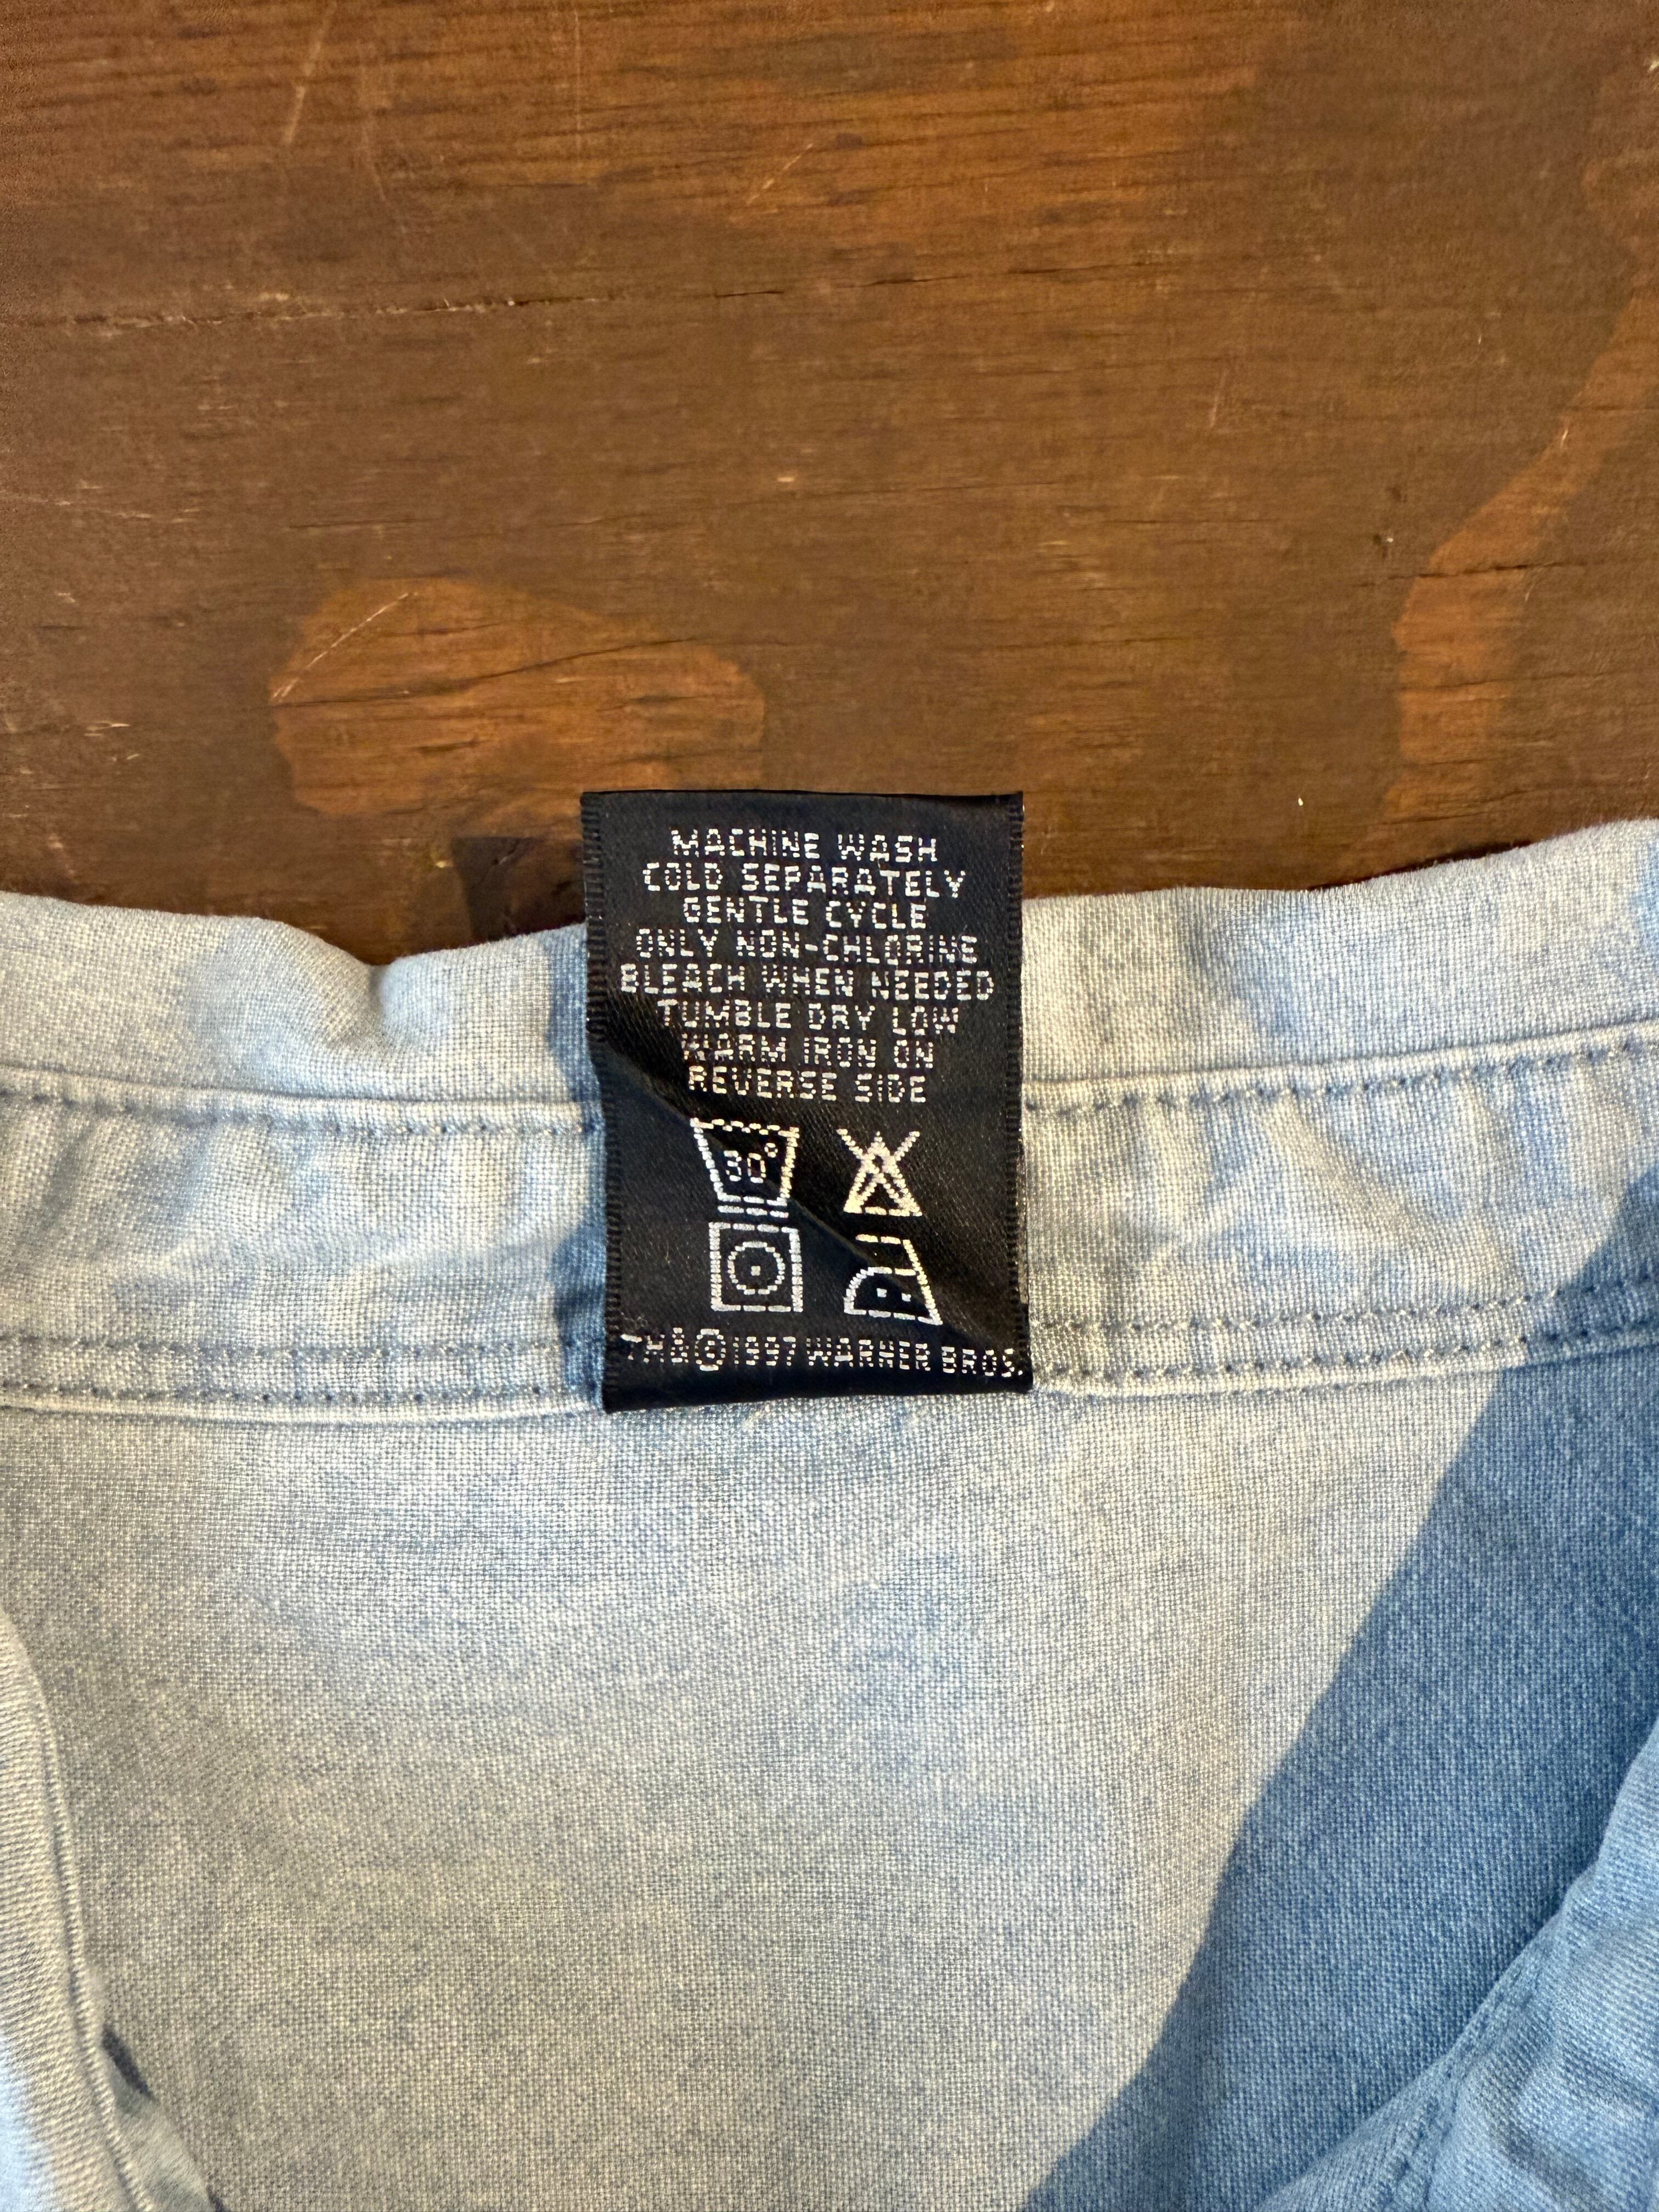 MACHINE WASH
COLD SEPARATELY
GENTLE CYCLE
ONLY NON-CHLORINE
BLEACH WHEN NEEDED
TUMBLE DRY LOW
WARM IRON ON
REVERSE SIDE
30°
TM&©1997 WARNER BROS.